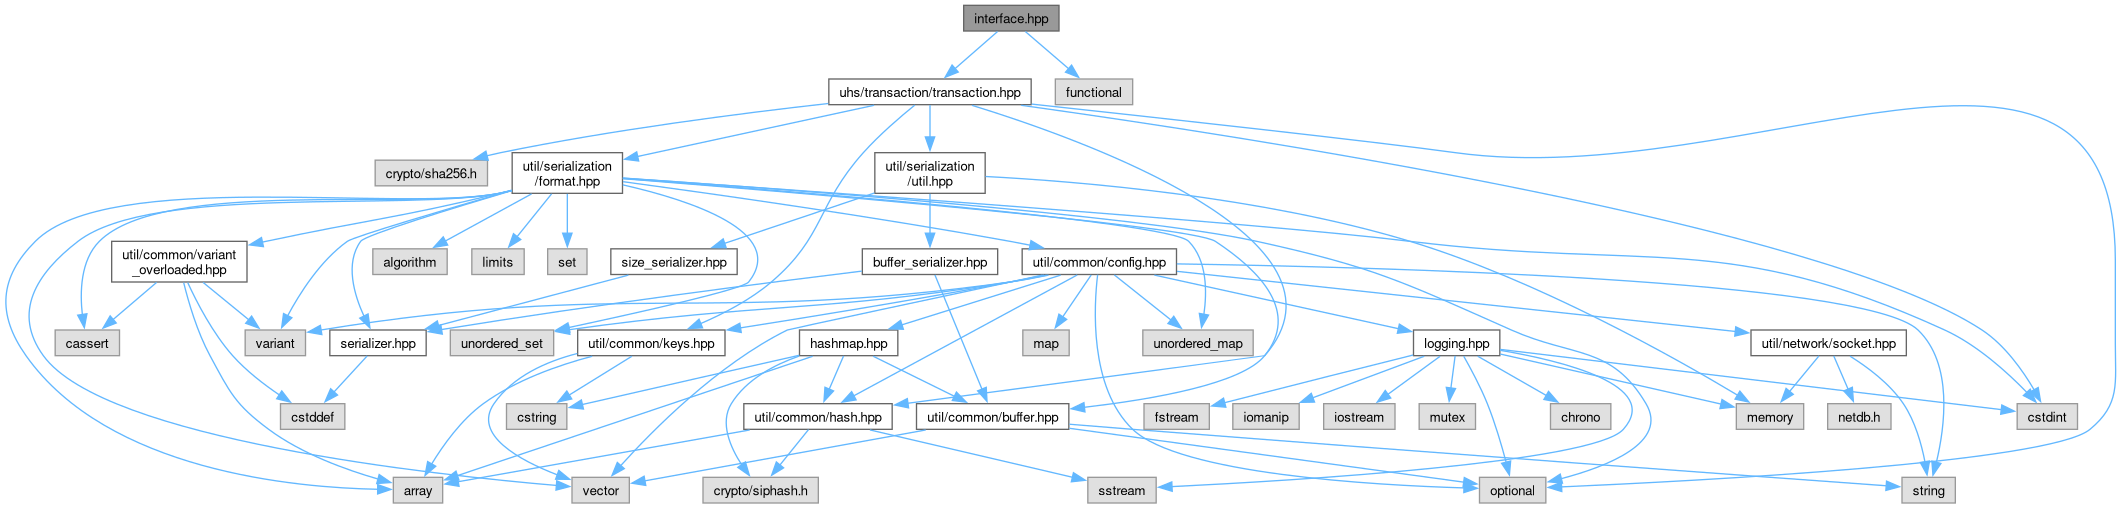 interface.hpp
uhs/transaction/transaction.hpp
functional
crypto/sha256.h
util/serialization
/format.hpp
util/serialization
/util.hpp
util/common/variant
_overloaded.hpp
algorithm
limits
set
size_serializer.hpp
buffer_serializer.hpp
util/common/config.hpp
cassert
variant
serializer.hpp
unordered_set
util/common/keys.hpp
hashmap.hpp
map
unordered_map
logging.hpp
util/network/socket.hpp
cstddef
cstring
util/common/hash.hpp
util/common/buffer.hpp
fstream
iomanip
iostream
mutex
chrono
memory
netdb.h
cstdint
array
vector
crypto/siphash.h
sstream
optional
string